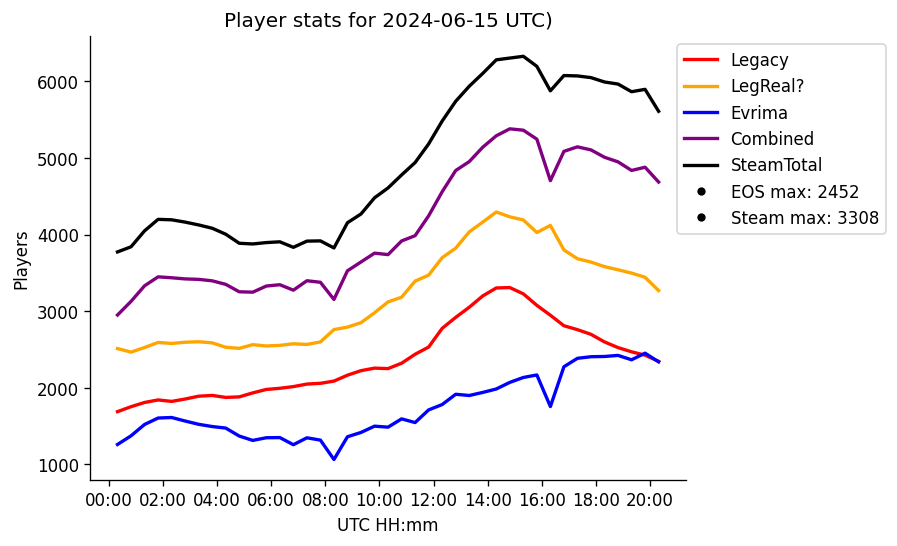 Player stats for 2024-06-15 UTC)
Legacy
LegReal?
Evrima
Combined
SteamTotal
EOS max: 2452
Steam max: 3308
Players
6000
5000
4000
3000
2000
1000
00:00 02:00 04:00 06:00 08:00 10:00 12:00 14:00 16:00 18:00 20:00
UTC HH:mm